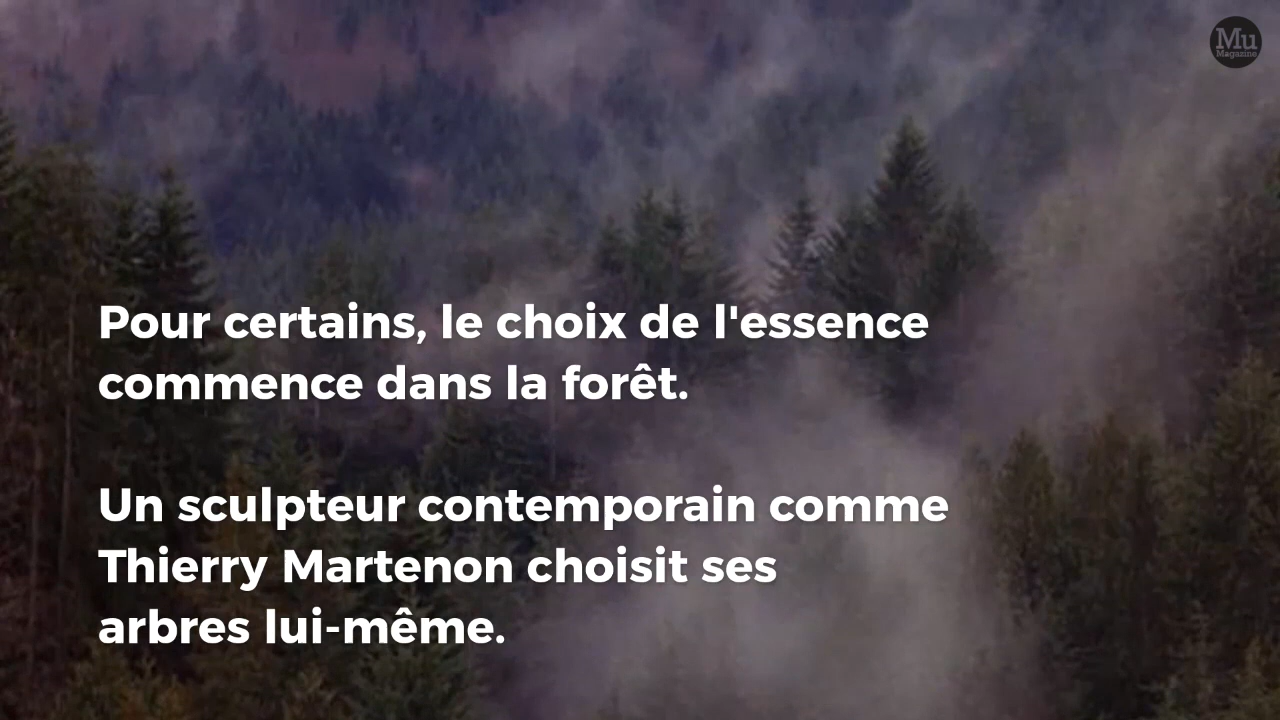 Mu
Magazine
Pour certains, le choix de l'essence
commence dans la forêt.
Un sculpteur contemporain comme
Thierry Martenon choisit ses
arbres lui-même.